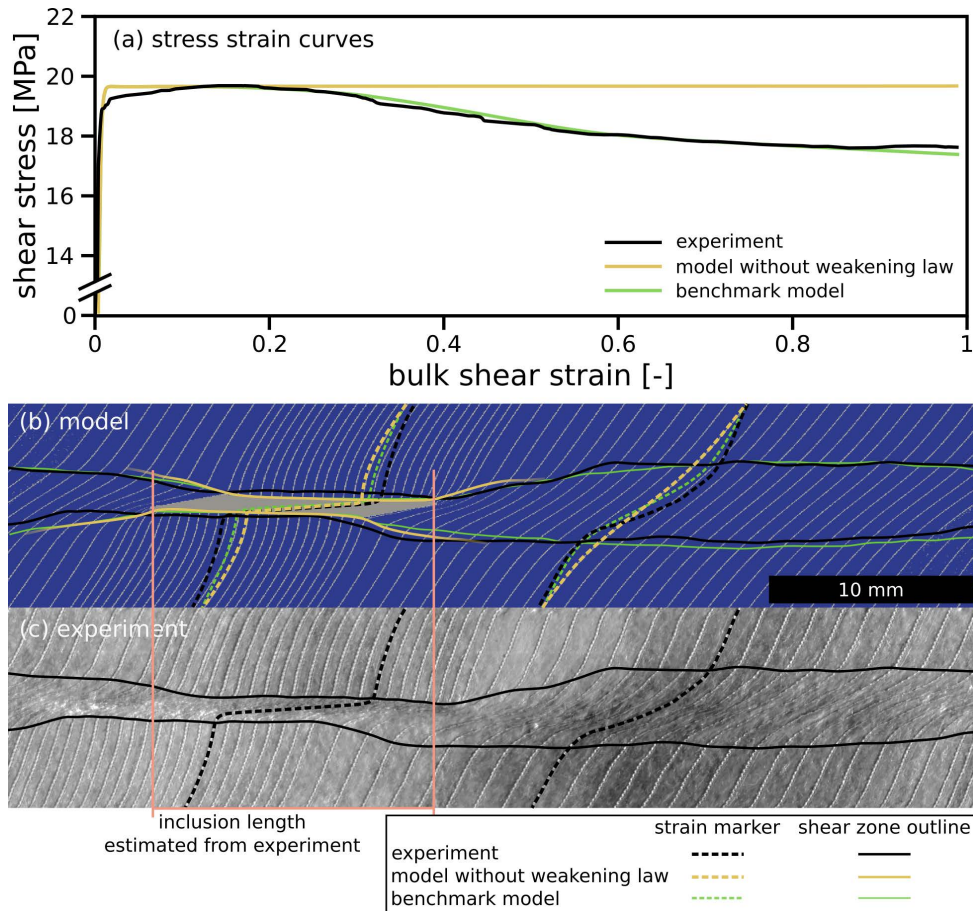 22
(a) stress strain curves
20
18
16
14
0
shear stress [MPa]
experiment
model without weakening law
benchmark model
0 0.2 0.4 0.6 0.8 1
bulk shear strain [-]
(b) model
10 mm
(c) experiment
inclusion length
estimated from experiment
strain marker shear zone outline
experiment
model without weakening law
benchmark model